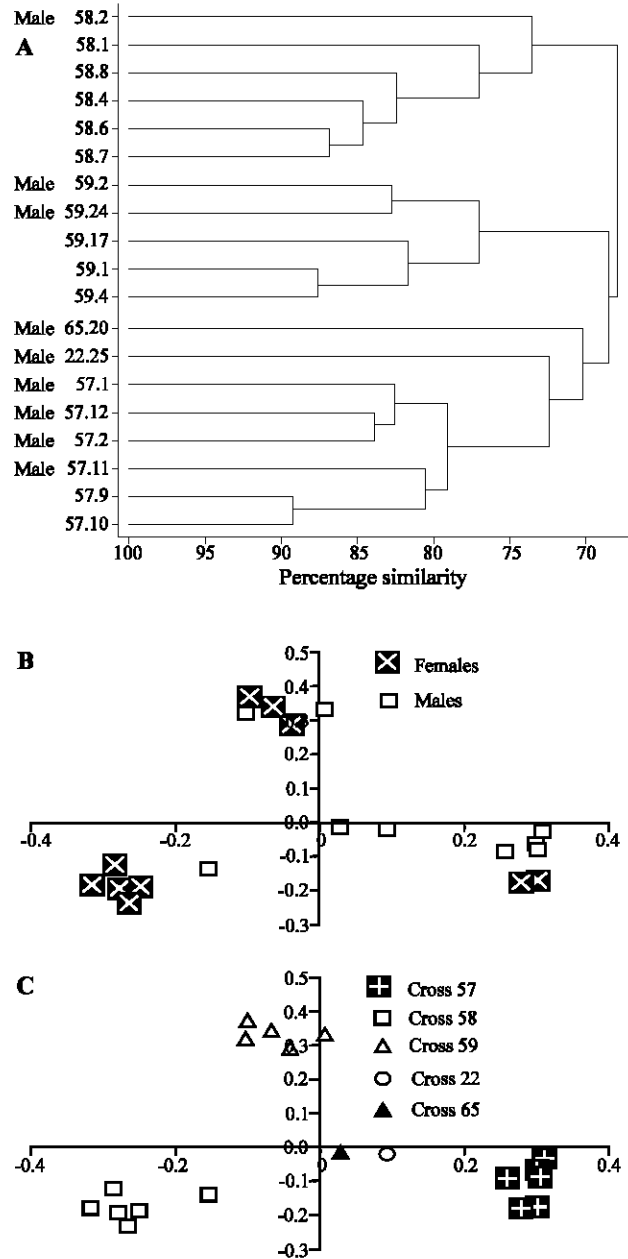 A
Male 58.2
58.1
58.8
58.4
58.6
58.7
Male 59.2
Male 59.24
59.17
59.1
59.4
Male 65.20
Male 22.25
Male 57.1
Male 57.12
Male 57.2
Male 57.11
57.9
57.10
100 95 90 85 80 75 70
Percentage similarity
B
Females
Males
0.5
0.4
0.3
0.2
0.1
0.0
-0.1
-0.2
-0.3
-0.4 -0.2 0 0.2 0.4
C
Cross 57
Cross 58
Cross 59
Cross 22
Cross 65
0.5
0.4
0.3
0.2
0.1
0.0
-0.1
-0.2
-0.3
-0.4 -0.2 0 0.2 0.4